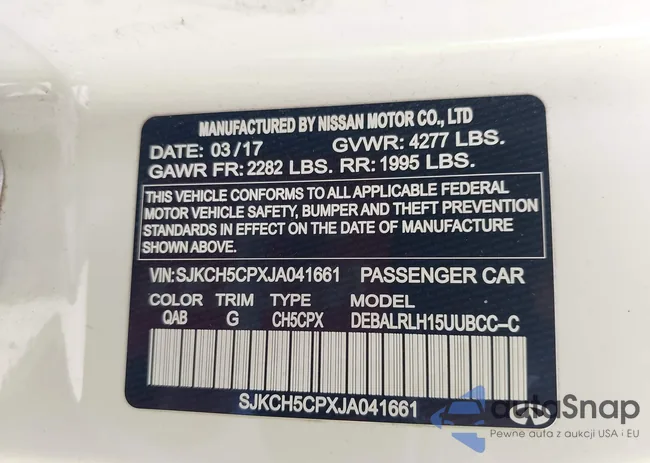 MANUFACTURED BY NISSAN MOTOR CO., LTD
DATE: 03/17 GVWR: 4277 LBS.
GAWR FR: 2282 LBS. RR: 1995 LBS.
THIS VEHICLE CONFORMS TO ALL APPLICABLE FEDERAL
MOTOR VEHICLE SAFETY, BUMPER AND THEFT PREVENTION
STANDARDS IN EFFECT ON THE DATE OF MANUFACTURE
SHOWN ABOVE.
VIN:SJKCH5CPXJA041661 PASSENGER CAR
COLOR TRIM TYPE MODEL
QAB G CH5CPX DEBALRLH15UUBCC-C
SJKCH5CPXJA041661
autoSnap
Pewne auta z aukcji USA i EU